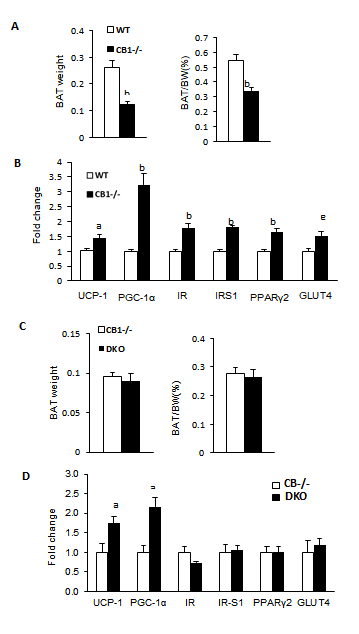 A
WT
CB1-/-
BAT weight
0.4
0.3
0.2
0.1
0
b
BAT/BW(%)
0.7
0.6
0.5
0.4
0.3
0.2
0.1
0
b
B
WT
CB1-/-
Fold change
4
3.5
3
2.5
2
1.5
1
0.5
0
a
b
b
b
b
e
UCP-1 PGC-1α IR IRS1 PPARγ2 GLUT4
C
CB1-/-
DKO
BAT weight
0.15
0.1
0.05
0
BAT/BW(%)
0.4
0.3
0.2
0.1
0
D
CB-/-
DKO
Fold change
3.0
2.5
2.0
1.5
1.0
0.5
0.0
a
UCP-1 PGC-1α IR IR-S1 PPARγ2 GLUT4